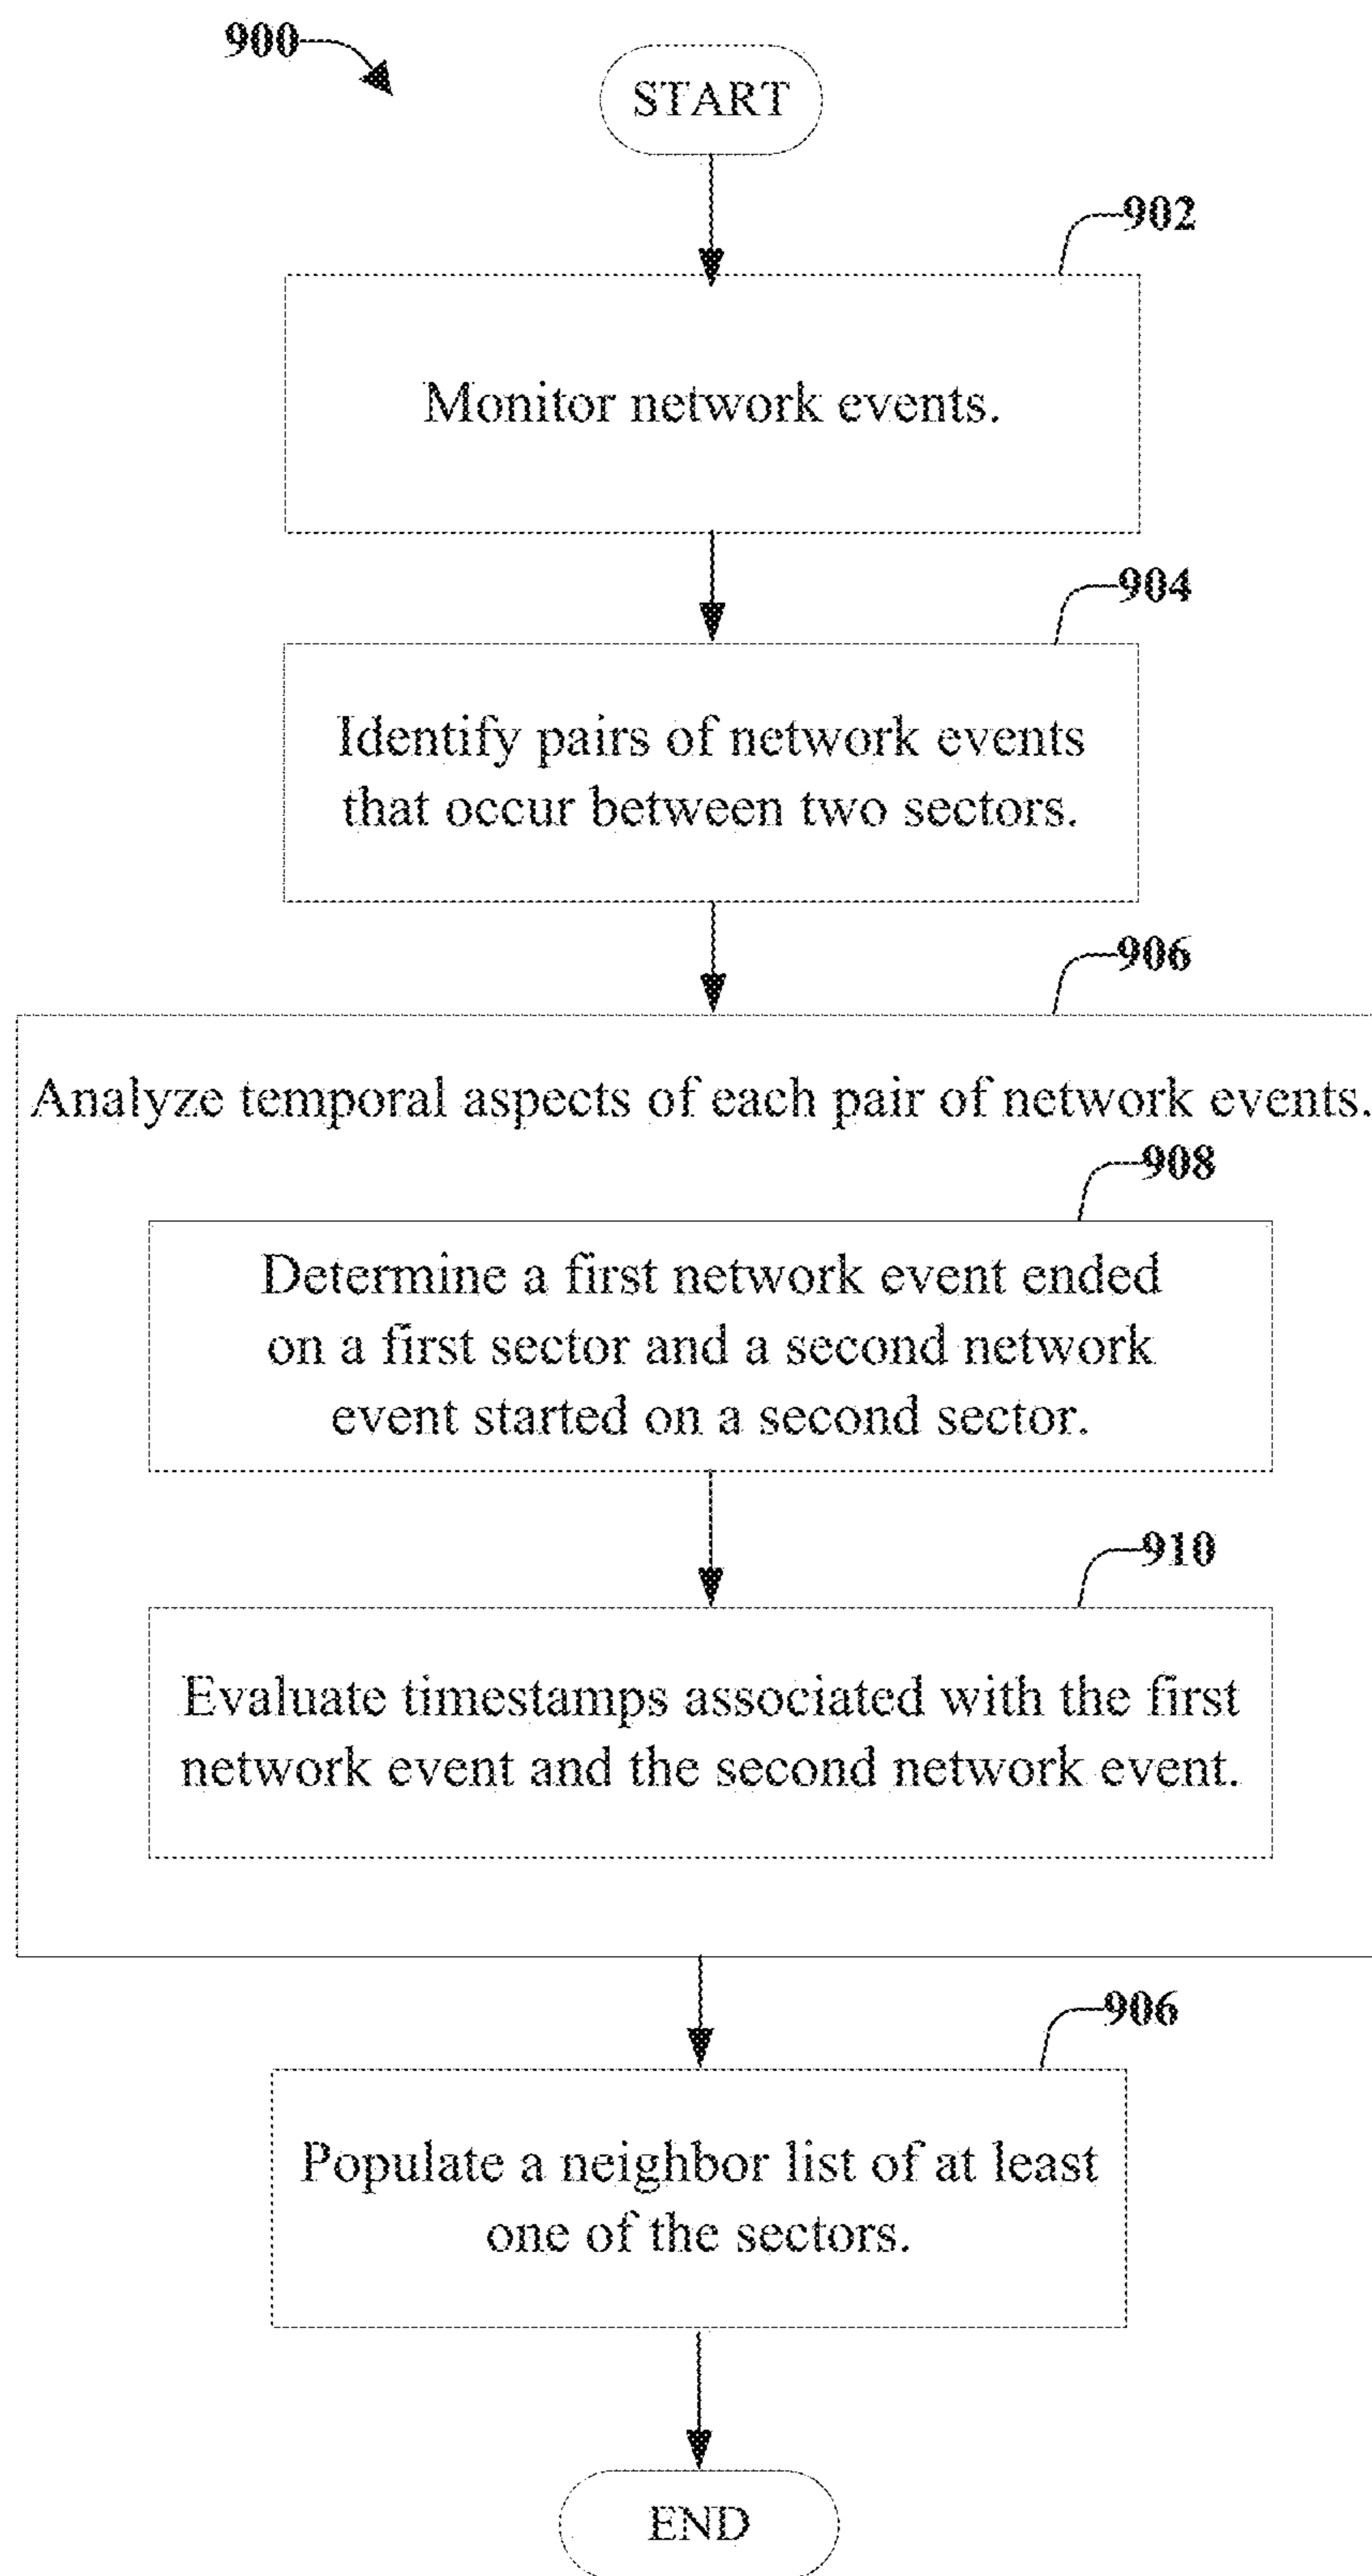 900
START
902
Monitor network events.
904
Identify pairs of network events
that occur between two sectors.
906
Analyze temporal aspects of each pair of network events.
908
Determine a first network event ended
on a first sector and a second network
event started on a second sector.
910
Evaluate timestamps associated with the first
network event and the second network event.
906
Populate a neighbor list of at least
one of the sectors.
END